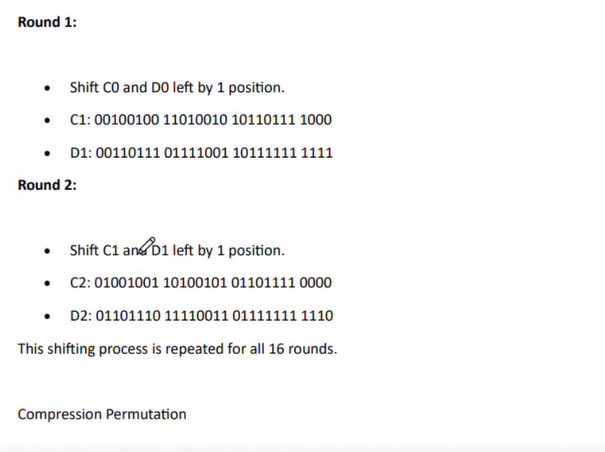 Round 1:
• Shift C0 and D0 left by 1 position.
• C1: 00100100 11010010 10110111 1000
• D1: 00110111 01111001 10111111 1111
Round 2:
• Shift C1 and D1 left by 1 position.
• C2: 01001001 10100101 01101111 0000
• D2: 01101110 11110011 01111111 1110
This shifting process is repeated for all 16 rounds.
Compression Permutation